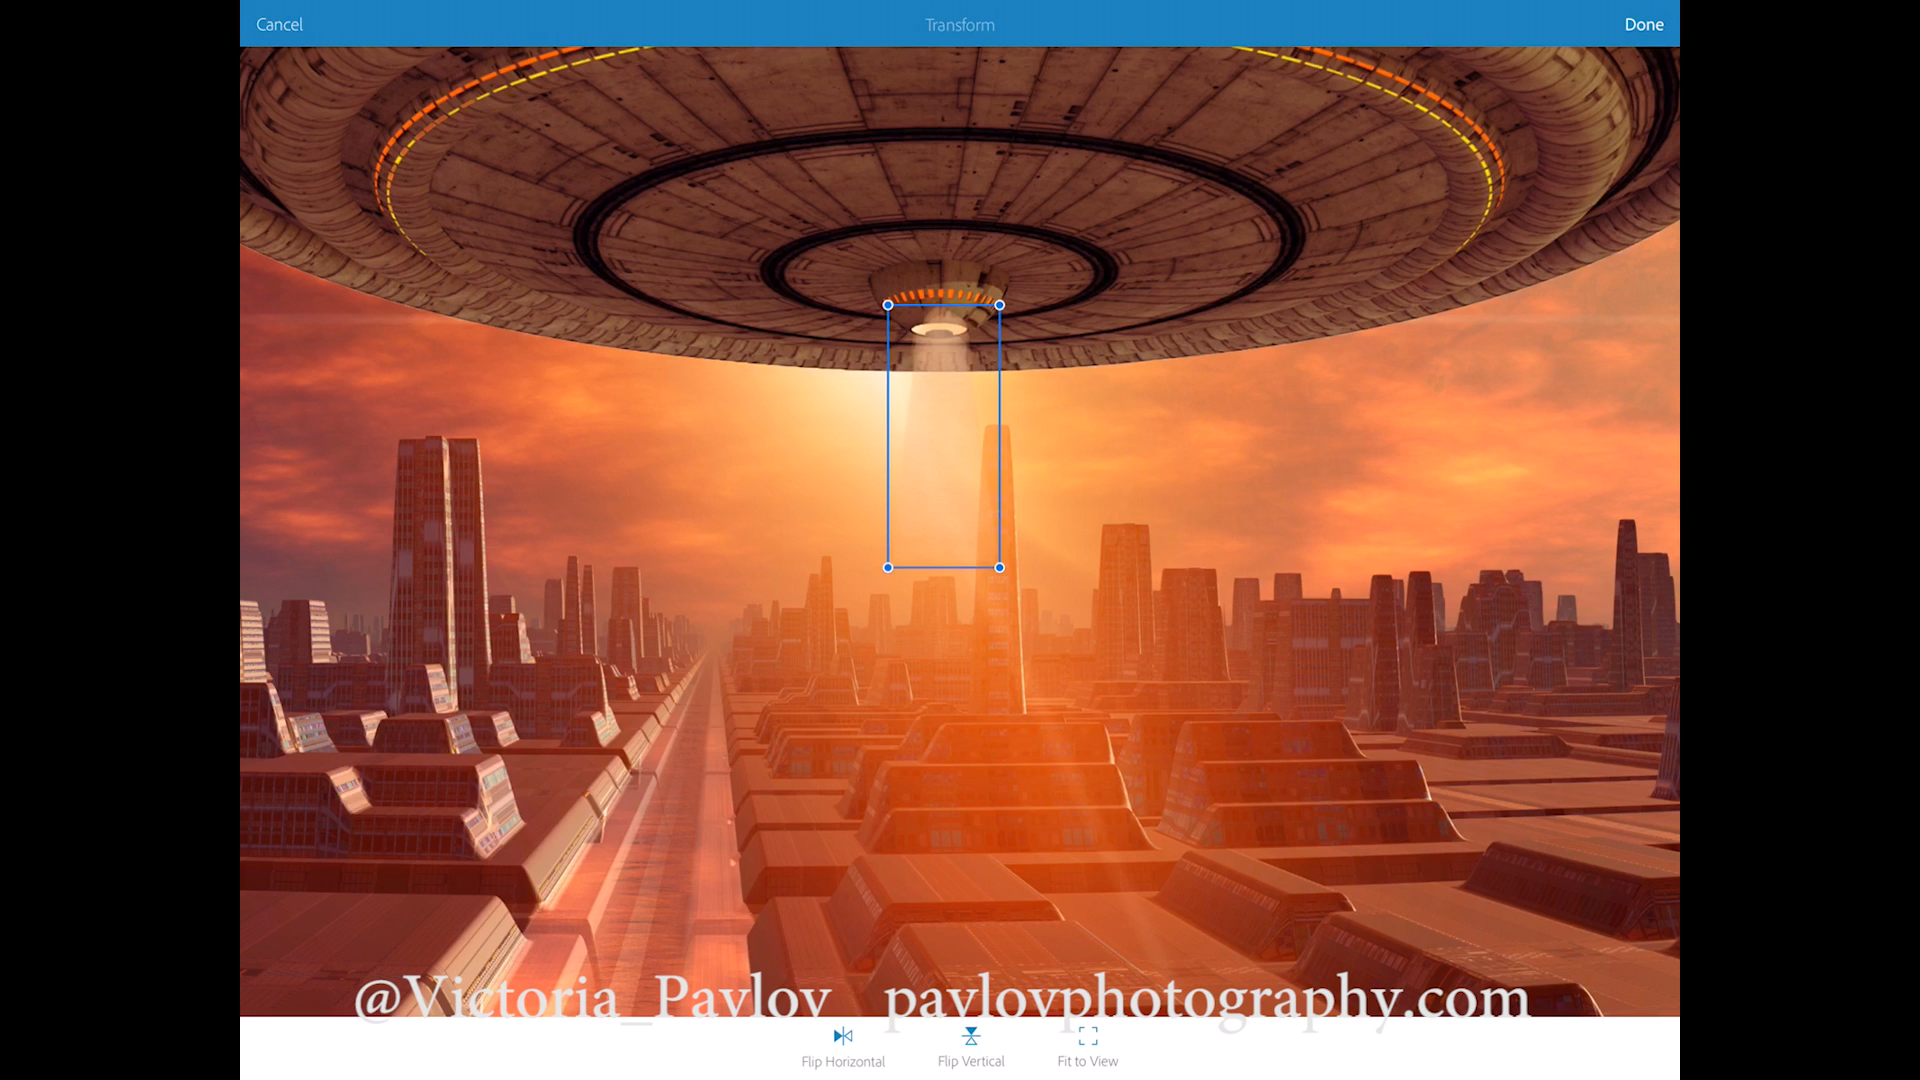 Cancel Transform Done
@Victoria_Pavlov pavlovphotography.com
Flip Horizontal Flip Vertical Fit to View